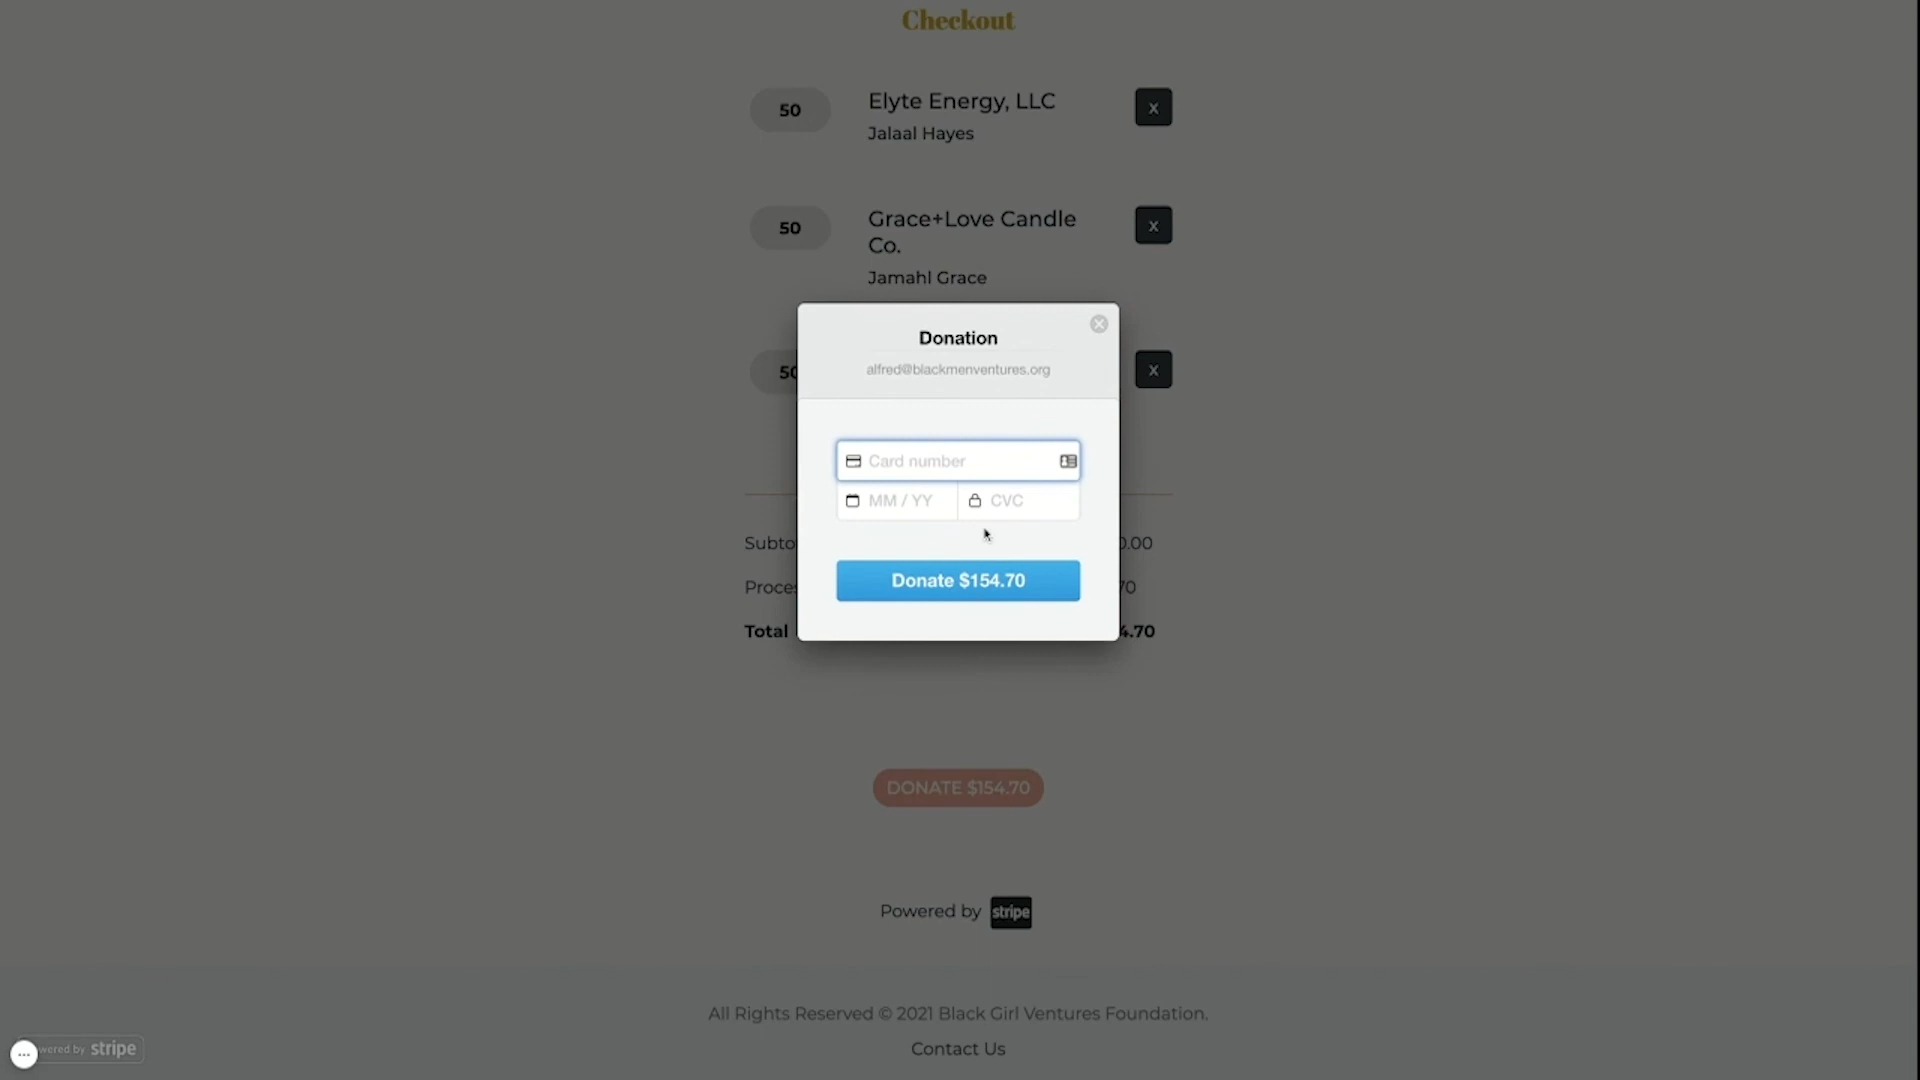 Checkout
50 Elyte Energy, LLC X
Jalaal Hayes
50 Grace+Love Candle X
Co.
Jamahl Grace
Donation
alfred@blackmenventures.org
50 X
Card number
MM / YY CVC
Donate $154.70
Total
DONATE $154.70
Powered by stripe
All Rights Reserved © 2021 Black Girl Ventures Foundation.
Contact Us
stripe